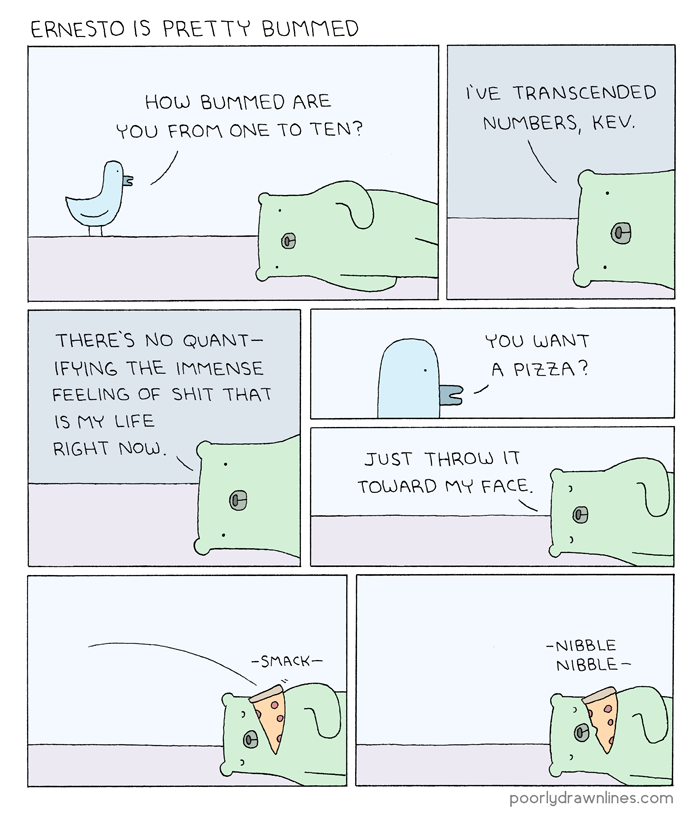 ERNESTO IS PRETTY BUMMED
HOW BUMMED ARE
YOU FROM ONE TO TEN?
I'VE TRANSCENDED
NUMBERS, KEV.
THERE'S NO QUANT-
IFYING THE IMMENSE
FEELING OF SHIT THAT
IS MY LIFE
RIGHT NOW.
YOU WANT
A PIZZA?
JUST THROW IT
TOWARD MY FACE.
-SMACK-
-NIBBLE
NIBBLE-
poorlydrawnlines.com